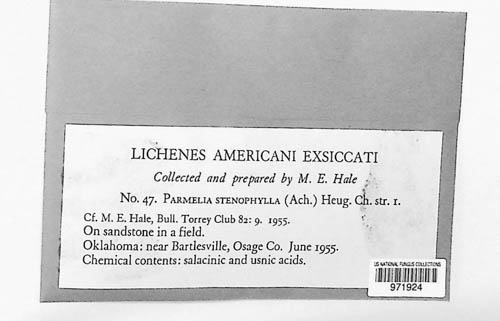 LICHENES AMERICANI EXSICCATI
Collected and prepared by M. E. Hale
No. 47. PARMELIA STENOPHYLLA (Ach.) Heug. Ch. str. 1.
Cf. M. E. Hale, Bull. Torrey Club 82: 9. 1955.
On sandstone in a field.
Oklahoma: near Bartlesville, Osage Co. June 1955.
Chemical contents: salacinic and usnic acids.
US NATIONAL FUNGUS COLLECTIONS
971924